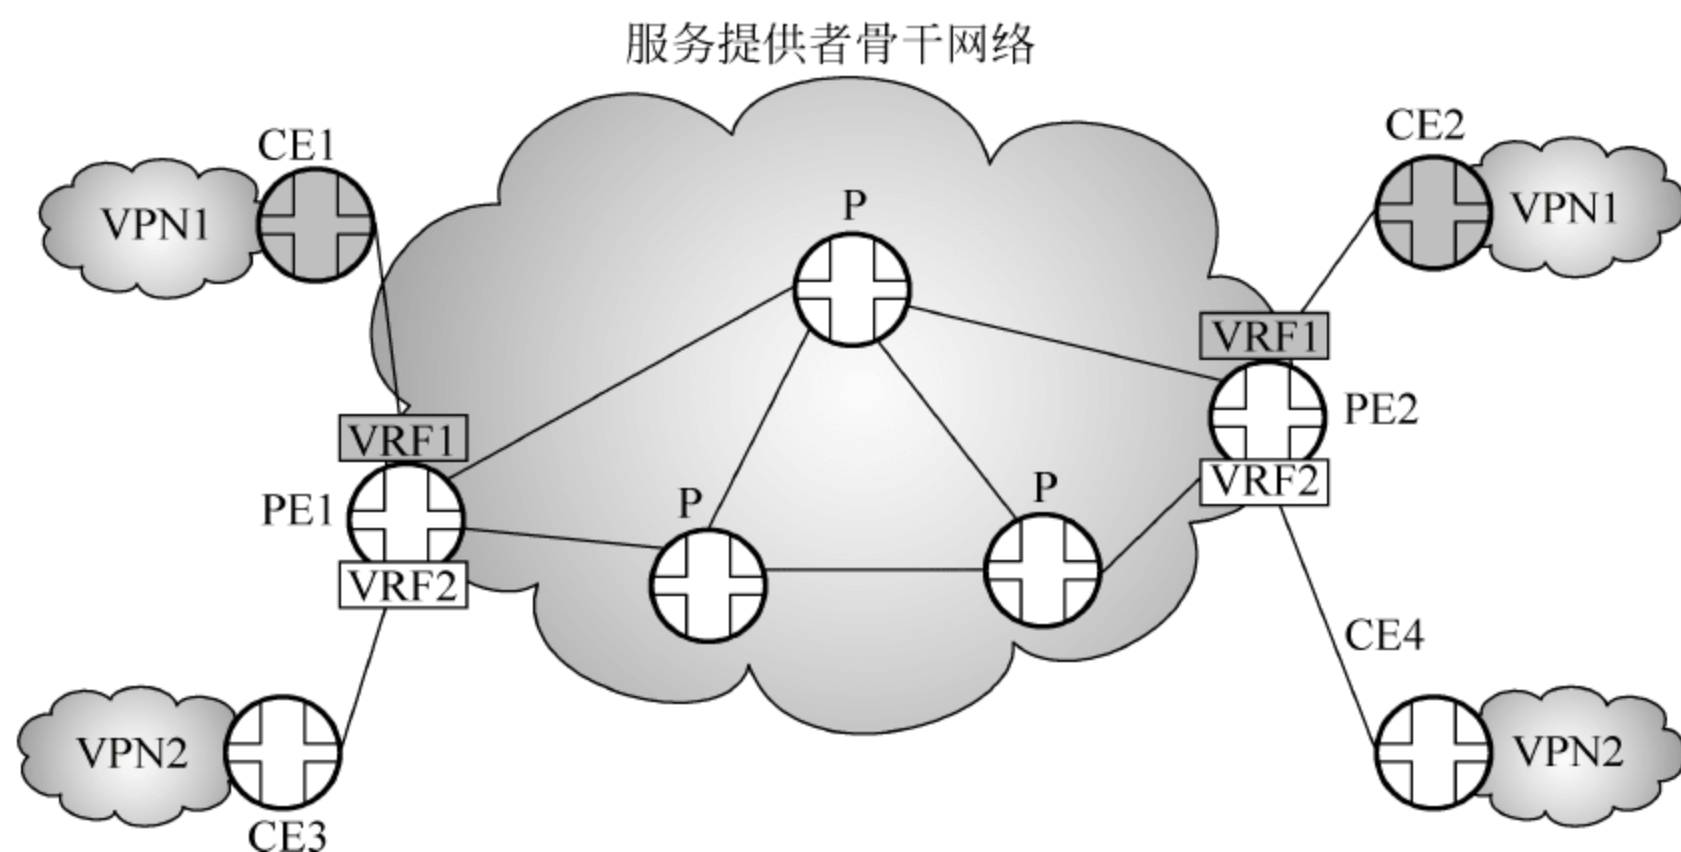 服务提供者骨干网络
CE1
CE2
VPN1
VPN1
P
VRF1
VRF1
PE2
PE1
VRF2
P
P
VRF2
CE4
VPN2
VPN2
CE3